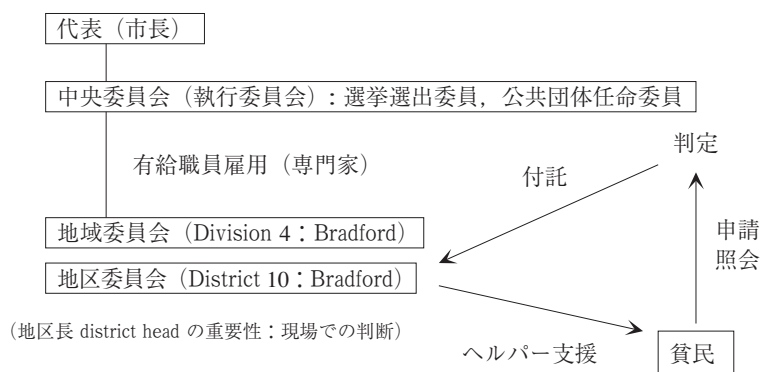 代表（市長）
中央委員会（執行委員会）：選挙選出委員，公共団体任命委員
有給職員雇用（専門家）
判定
付託
地域委員会（Division 4：Bradford）
申請
照会
地区委員会（District 10：Bradford）
（地区長 district head の重要性：現場での判断）
ヘルパー支援
貧民